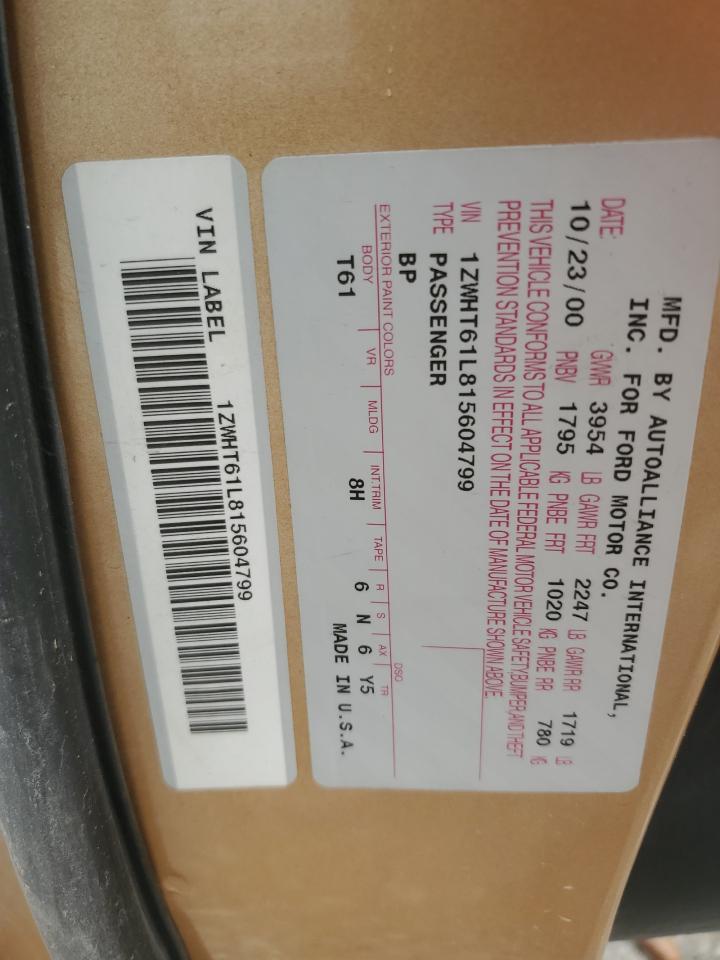 MFD. BY AUTOALLIANCE INTERNATIONAL,
INC. FOR FORD MOTOR CO.
DATE: GVWR 3954 LB GAWR FRT 2247 LB GAWR RR 1719 LB
10/23/00 PNBV 1795 KG PNBE FRT 1020 KG PNBE RR 780 KG
THIS VEHICLE CONFORMS TO ALL APPLICABLE FEDERAL MOTOR VEHICLE SAFETY, BUMPER, AND THEFT
PREVENTION STANDARDS IN EFFECT ON THE DATE OF MANUFACTURE SHOWN ABOVE
VIN 1ZWHT61L815604799
TYPE PASSENGER
BP
EXTERIOR PAINT COLORS DSO
BODY VR MLDG INT.TRIM TAPE R S AX TR
T61 8H 6 N 6 Y5
MADE IN U.S.A.
VIN LABEL 1ZWHT61L815604799